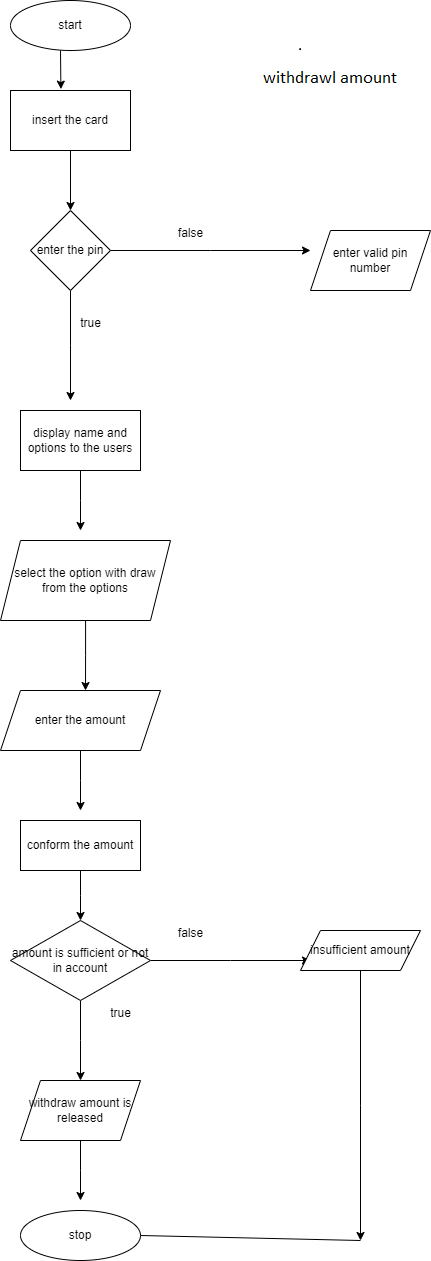 start
.
withdrawl amount
insert the card
false
enter the pin
enter valid pin
number
true
display name and
options to the users
select the option with draw
from the options
enter the amount
conform the amount
false
amount is sufficient or not
in account
insufficient amount
true
withdraw amount is
released
stop